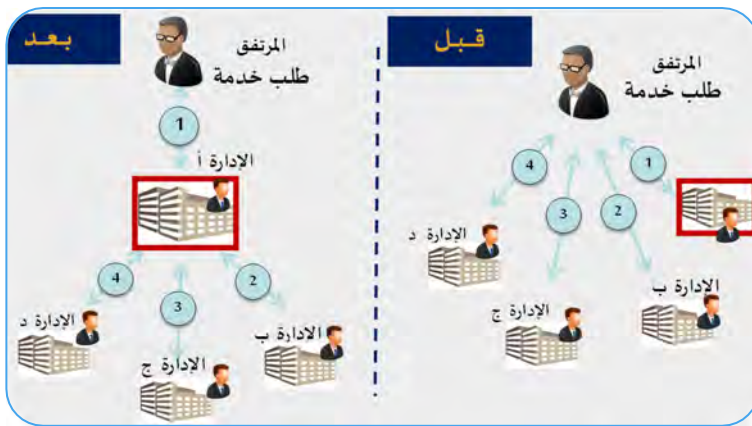 قبل
المرتفق
طلب خدمة
1
2
3
4
الإدارة د
الإدارة ج
الإدارة ب
بعد
المرتفق
طلب خدمة
1
الإدارة أ
2
3
4
الإدارة د
الإدارة ب
الإدارة ج